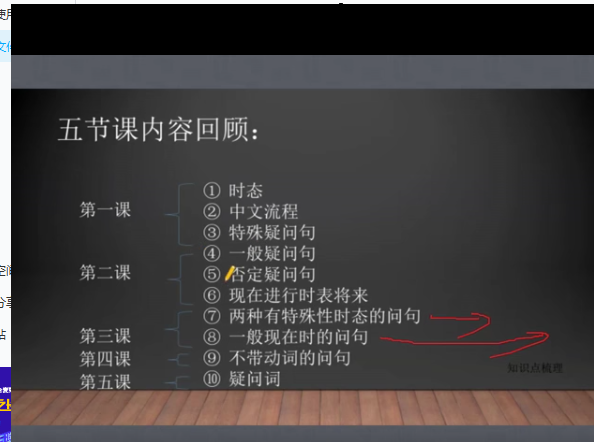 五节课内容回顾：
第一课
① 时态
② 中文流程
③ 特殊疑问句
第二课
④ 一般疑问句
⑤ 否定疑问句
⑥ 现在进行时表将来
第三课
⑦ 两种有特殊性时态的问句
⑧ 一般现在时的问句
第四课
⑨ 不带动词的问句
第五课
⑩ 疑问词
知识点梳理